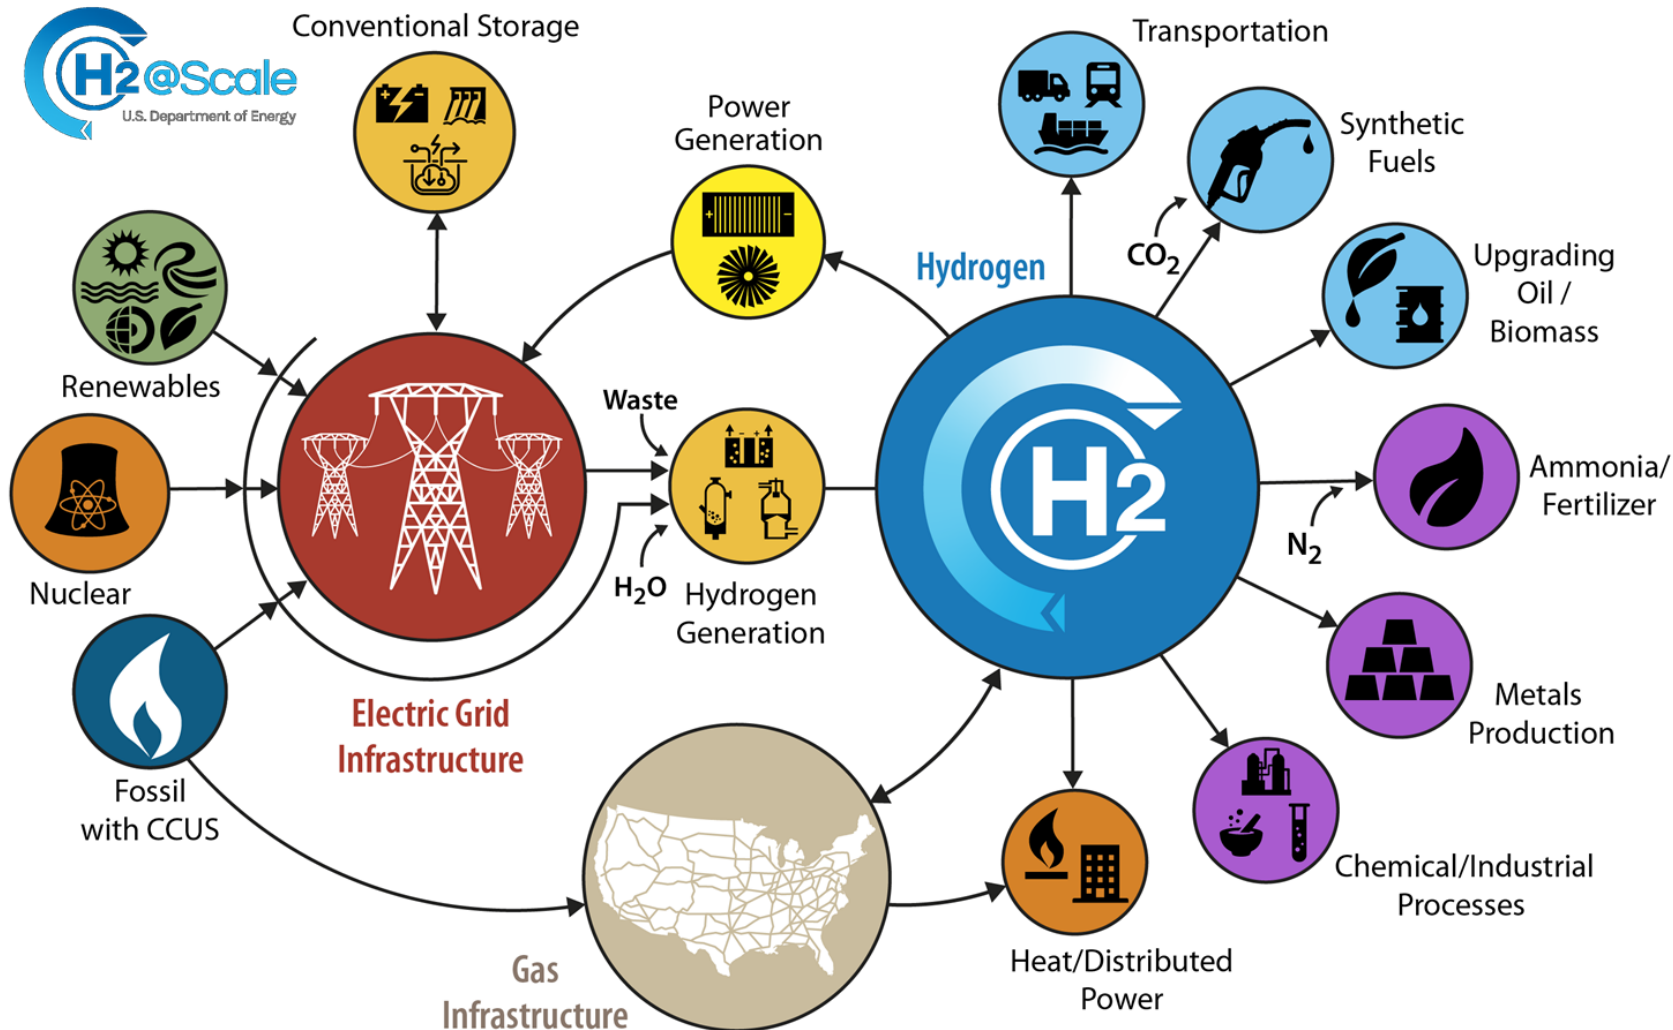 H2@Scale
U.S. Department of Energy
Conventional Storage
Power
Generation
Transportation
Synthetic
Fuels
CO2
Hydrogen
Upgrading
Oil /
Biomass
Renewables
Waste
+ -
- +
H2
Ammonia/
Fertilizer
N2
Nuclear
H2O
Hydrogen
Generation
Electric Grid
Infrastructure
Metals
Production
Fossil
with CCUS
Chemical/Industrial
Processes
Heat/Distributed
Power
Gas
Infrastructure